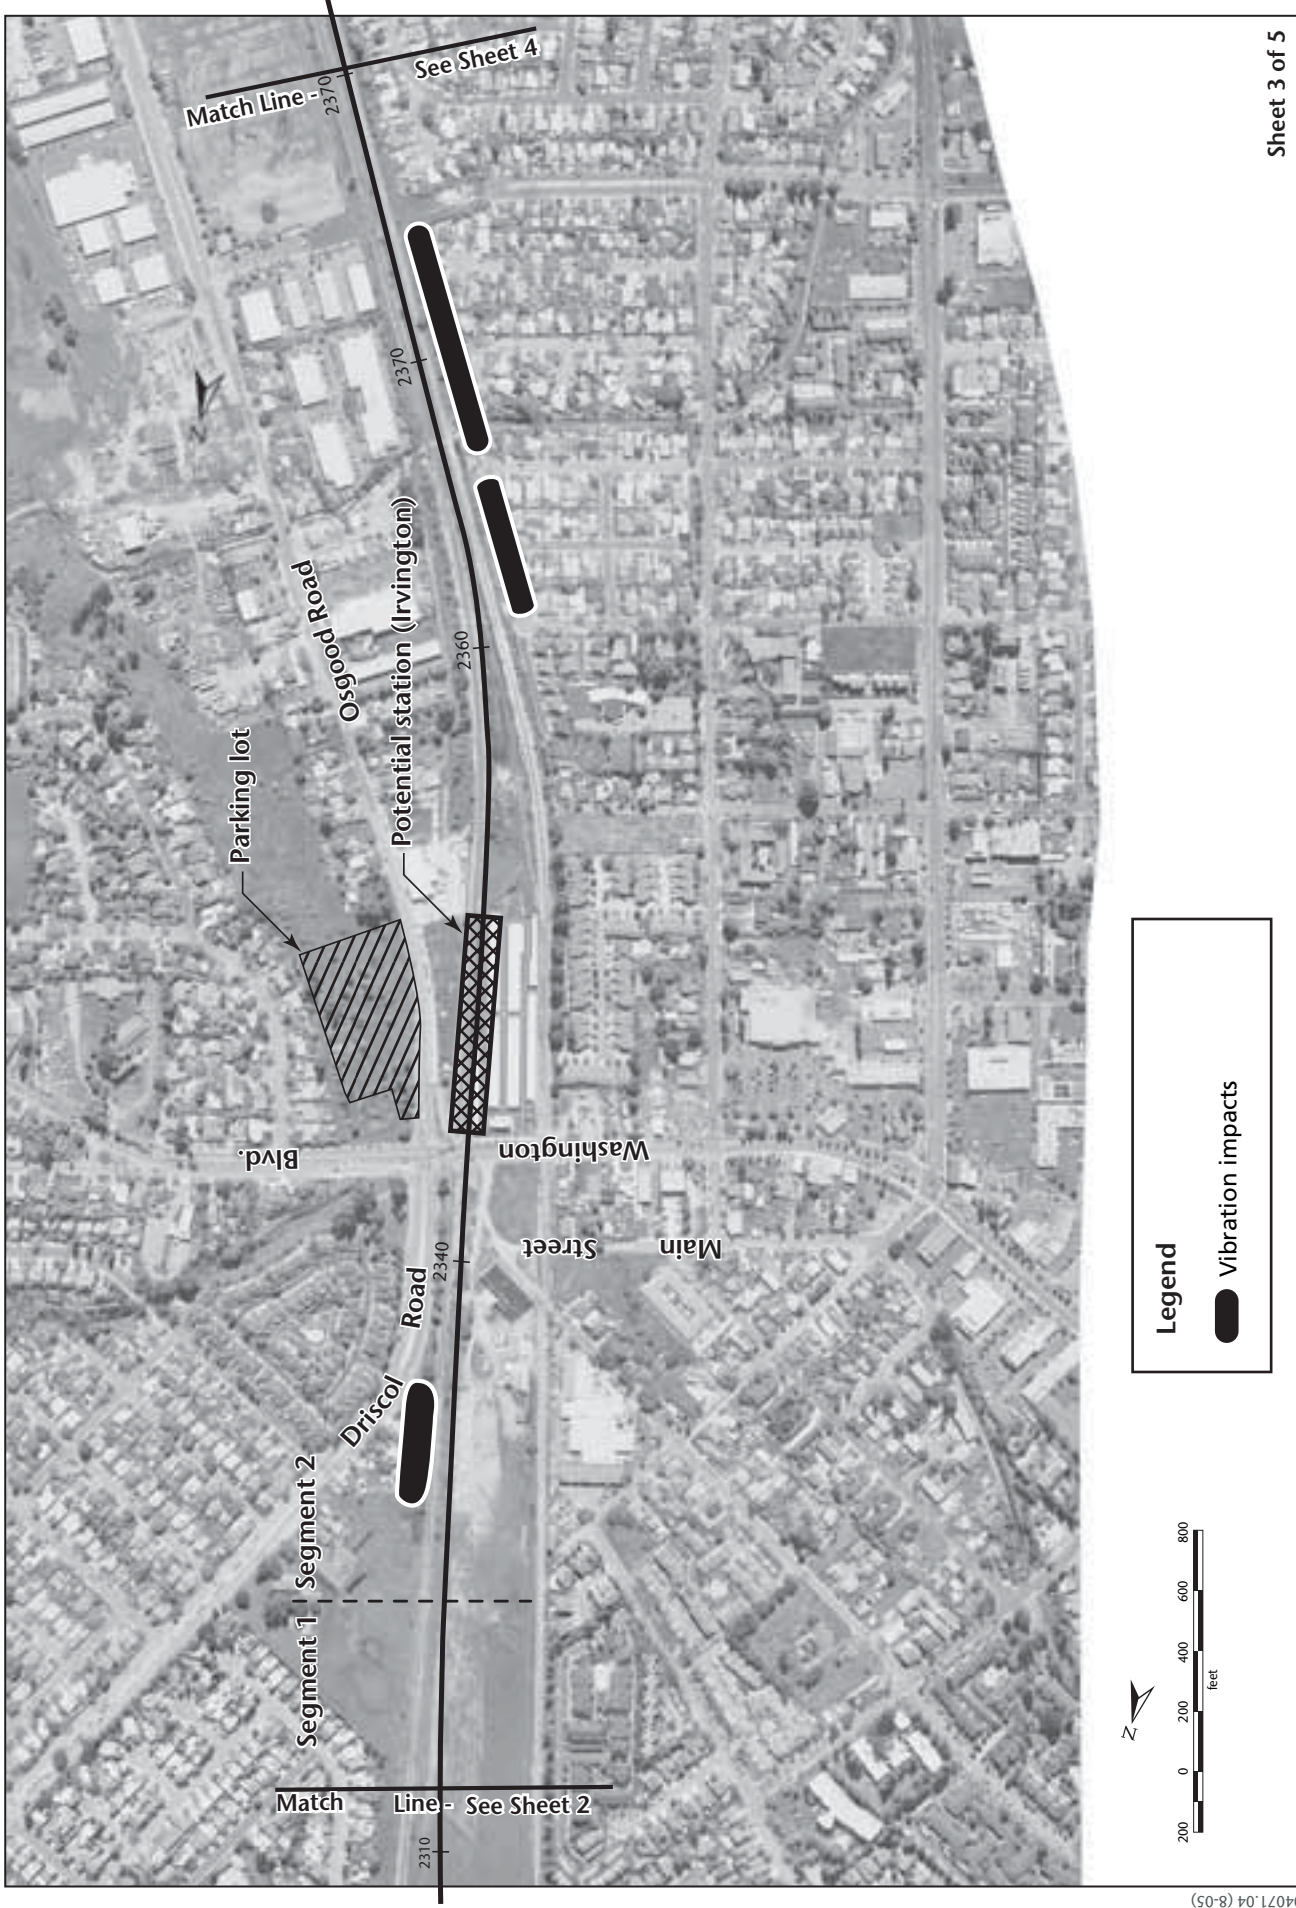 Sheet 3 of 5
Match Line -
See Sheet 4
2370
2370
Osgood Road
Potential station (Irvington)
2360
Parking lot
Blvd.
Washington
Street
Main
2340
Road
Driscol
Segment 2
Segment 1
Match Line - See Sheet 2
2310
Legend
Vibration impacts
N
N
200 0 200 400 600 800
feet
04071.04 (8-05)